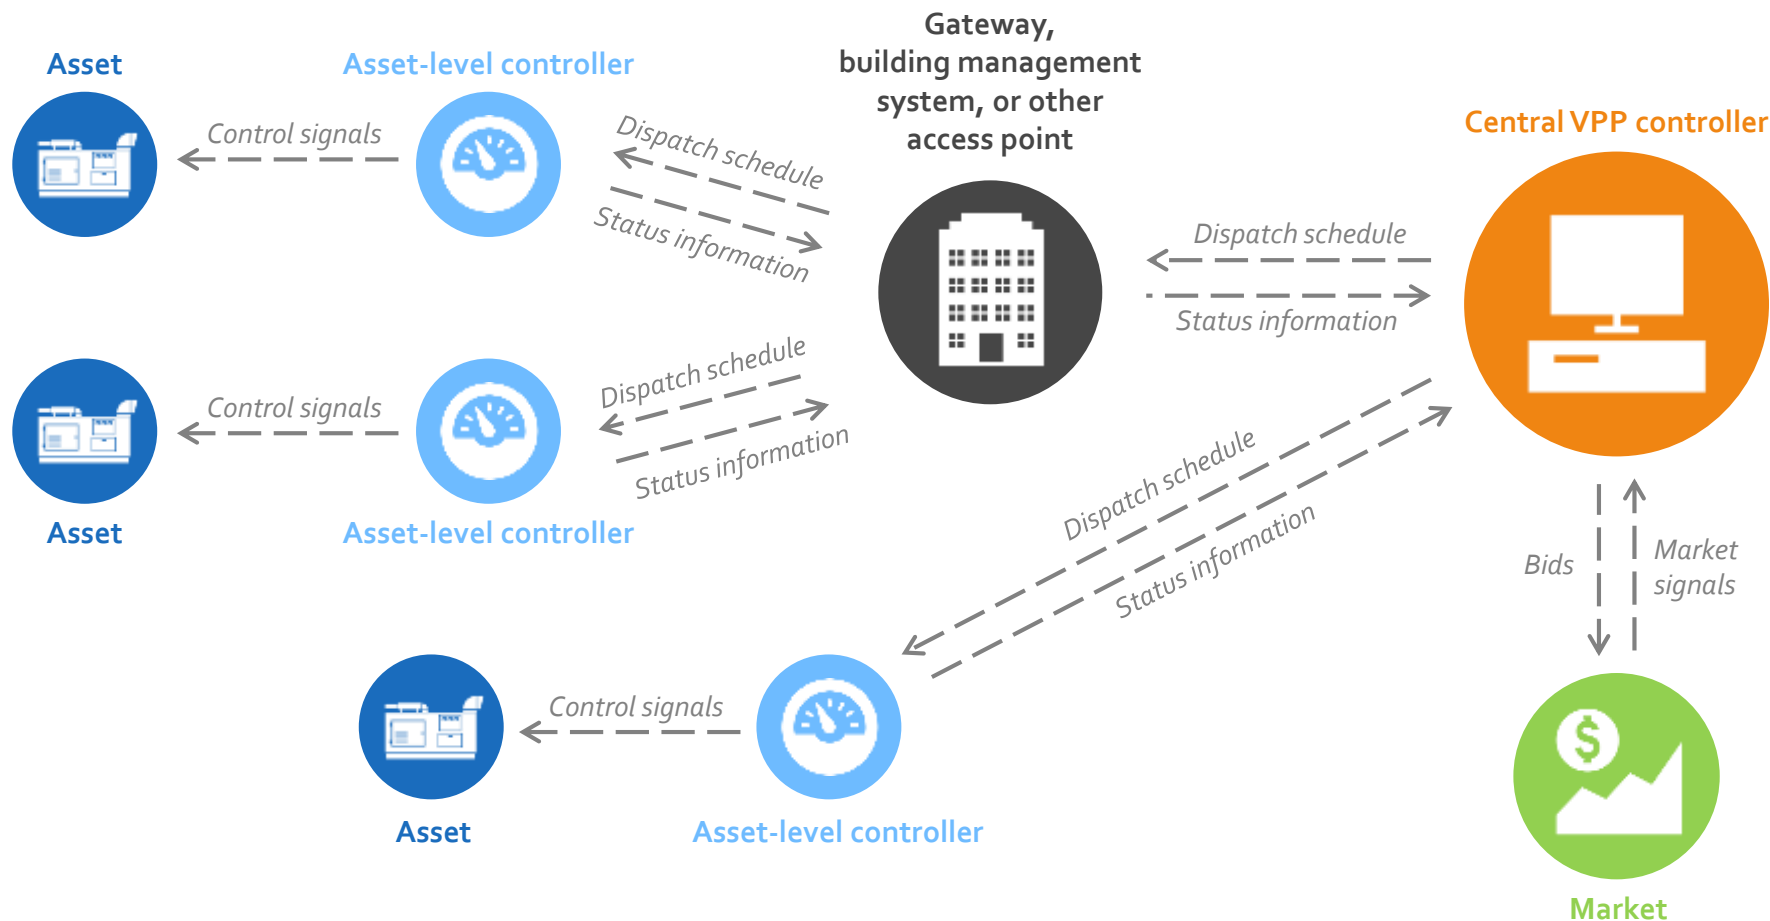 Gateway,
building management
system, or other
access point
Asset
Asset-level controller
Central VPP controller
Control signals
Dispatch schedule
Status information
Dispatch schedule
Status information
Control signals
Dispatch schedule
Status information
Asset
Asset-level controller
Dispatch schedule
Status information
Bids
Market
signals
Control signals
Asset
Asset-level controller
Market